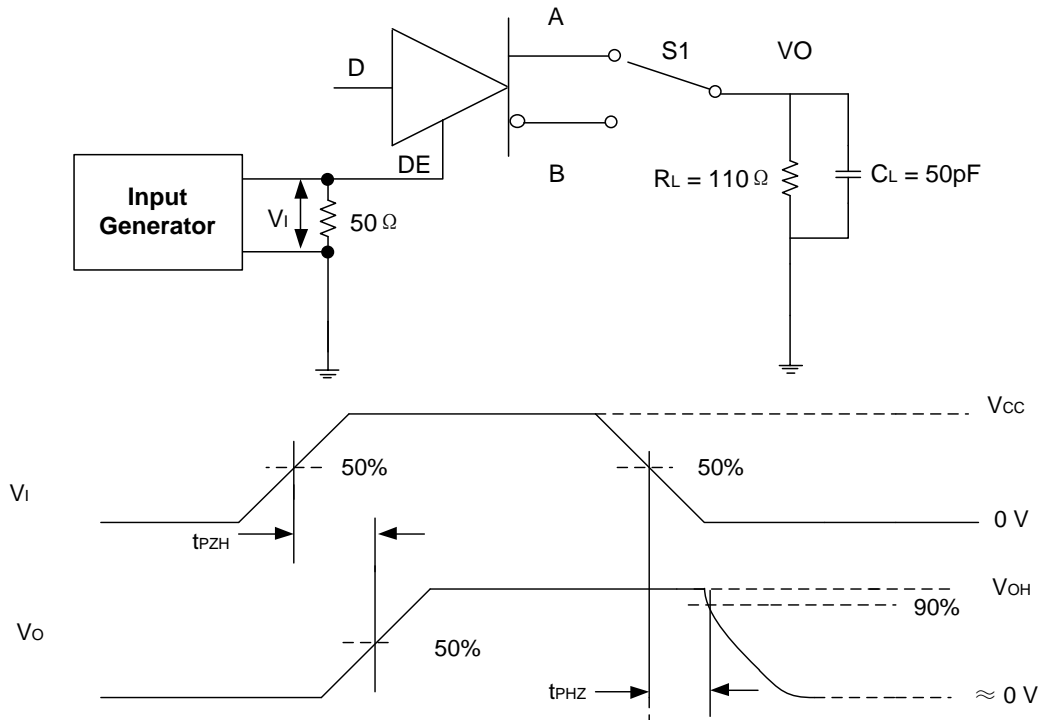 A
S1
VO
D
DE
B
Input
Generator
VI
50 Ω
RL = 110 Ω
CL = 50pF
VCC
50%
50%
VI
0 V
tPZH
VOH
90%
VO
50%
tPHZ
≈ 0 V